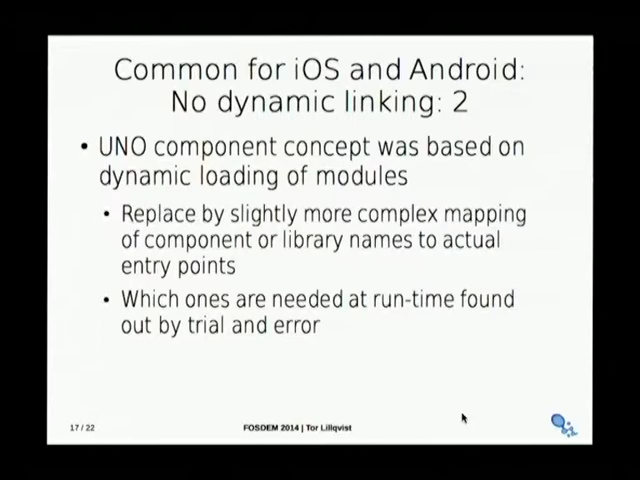 Common for iOS and Android:
No dynamic linking: 2
• UNO component concept was based on
dynamic loading of modules
• Replace by slightly more complex mapping
of component or library names to actual
entry points
• Which ones are needed at run-time found
out by trial and error
17 / 22
FOSDEM 2014 | Tor Lillqvist